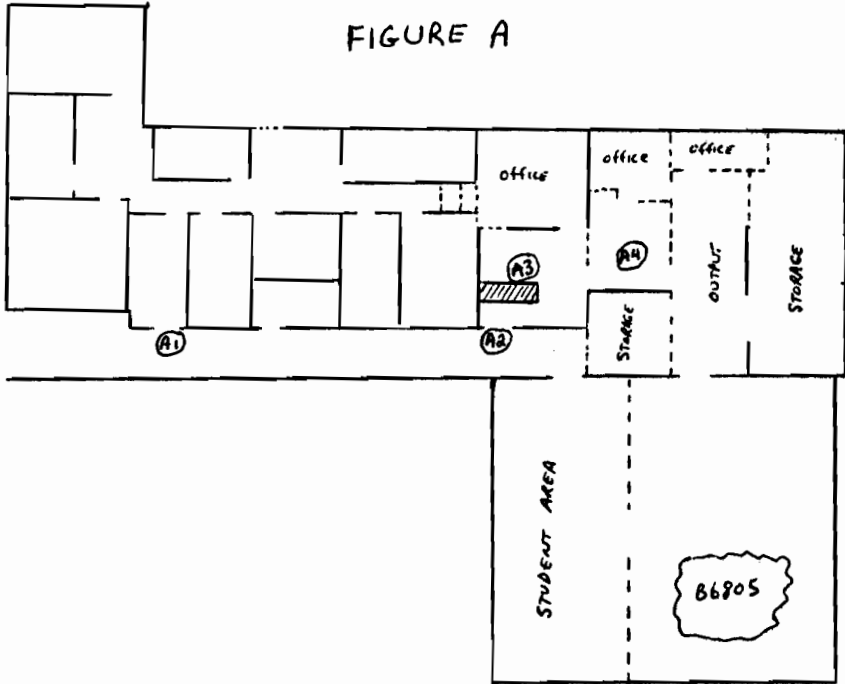 FIGURE A
OFFICE
OFFICE
OFFICE
A3
A4
OUTPUT
STORAGE
STORAGE
A1
A2
STUDENT AREA
B6805